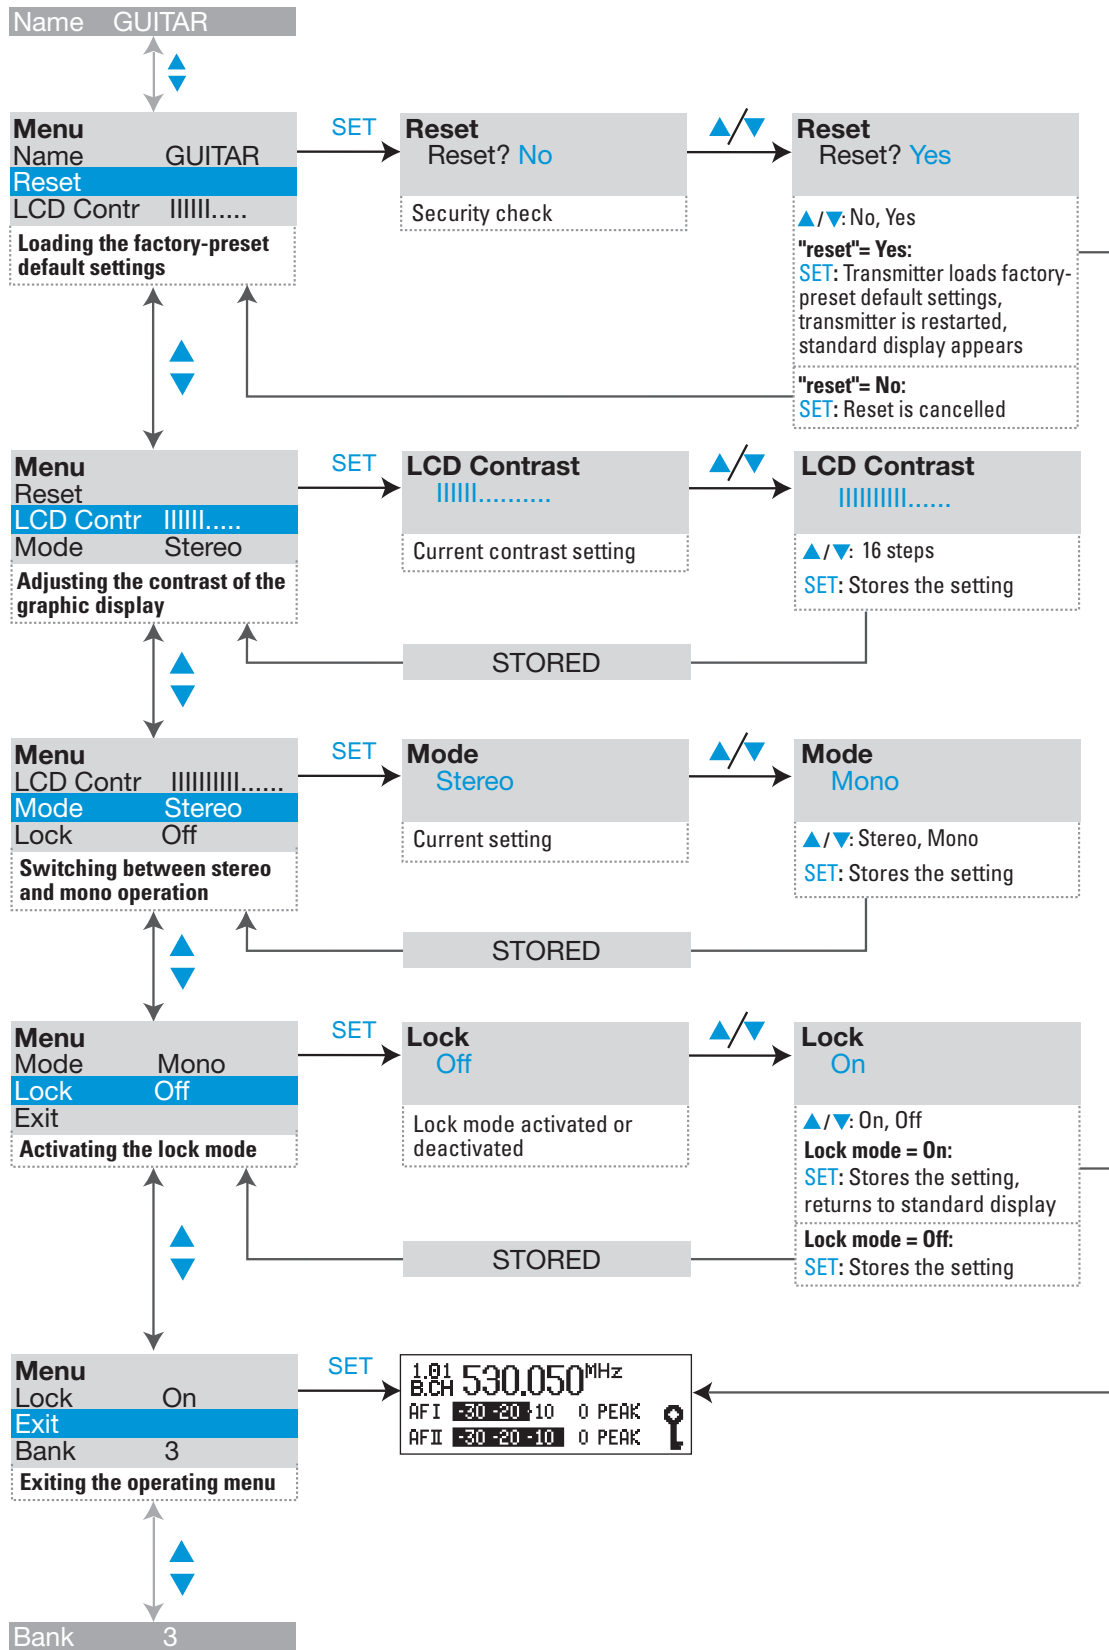 Name GUITAR
Menu
Name GUITAR
Reset
LCD Contr IIIIII.....
Loading the factory-preset
default settings
SET
Reset
Reset? No
Security check
▲/▼
Reset
Reset? Yes
▲/▼: No, Yes
"reset"= Yes:
SET: Transmitter loads factory-
preset default settings,
transmitter is restarted,
standard display appears
"reset"= No:
SET: Reset is cancelled
Menu
Reset
LCD Contr IIIIII.....
Mode Stereo
Adjusting the contrast of the
graphic display
SET
LCD Contrast
IIIIII..........
Current contrast setting
▲/▼
LCD Contrast
IIIIIIIIII......
▲/▼: 16 steps
SET: Stores the setting
STORED
Menu
LCD Contr IIIIIIIIII......
Mode Stereo
Lock Off
Switching between stereo
and mono operation
SET
Mode
Stereo
Current setting
▲/▼
Mode
Mono
▲/▼: Stereo, Mono
SET: Stores the setting
STORED
Menu
Mode Mono
Lock Off
Exit
Activating the lock mode
SET
Lock
Off
Lock mode activated or
deactivated
▲/▼
Lock
On
▲/▼: On, Off
Lock mode = On:
SET: Stores the setting,
returns to standard display
Lock mode = Off:
SET: Stores the setting
STORED
Menu
Lock On
Exit
Bank 3
Exiting the operating menu
SET
1.01
B.CH 530.050 MHz
AF I -30 -20 -10 0 PEAK
AF II -30 -20 -10 0 PEAK
Bank 3